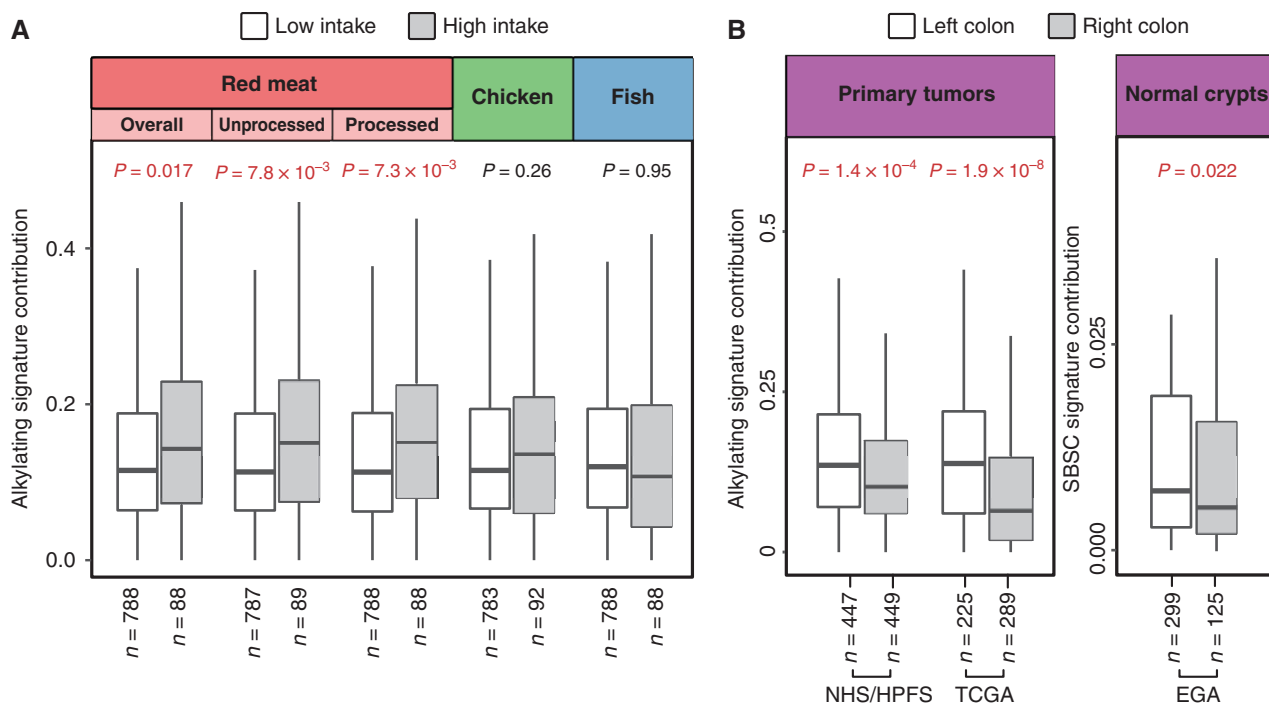 A
Low intake
High intake
Red meat
Chicken
Fish
Overall
Unprocessed
Processed
P = 0.017
P = 7.8 × 10⁻³
P = 7.3 × 10⁻³
P = 0.26
P = 0.95
Alkylating signature contribution
0.4
0.2
0.0
n = 788
n = 88
n = 787
n = 89
n = 788
n = 88
n = 783
n = 92
n = 788
n = 88
B
Left colon
Right colon
Primary tumors
P = 1.4 × 10⁻⁴
P = 1.9 × 10⁻⁸
Alkylating signature contribution
0.5
0.25
0
n = 447
n = 449
n = 225
n = 289
NHS/HPFS
TCGA
Normal crypts
P = 0.022
SBSC signature contribution
0.025
0.000
n = 299
n = 125
EGA